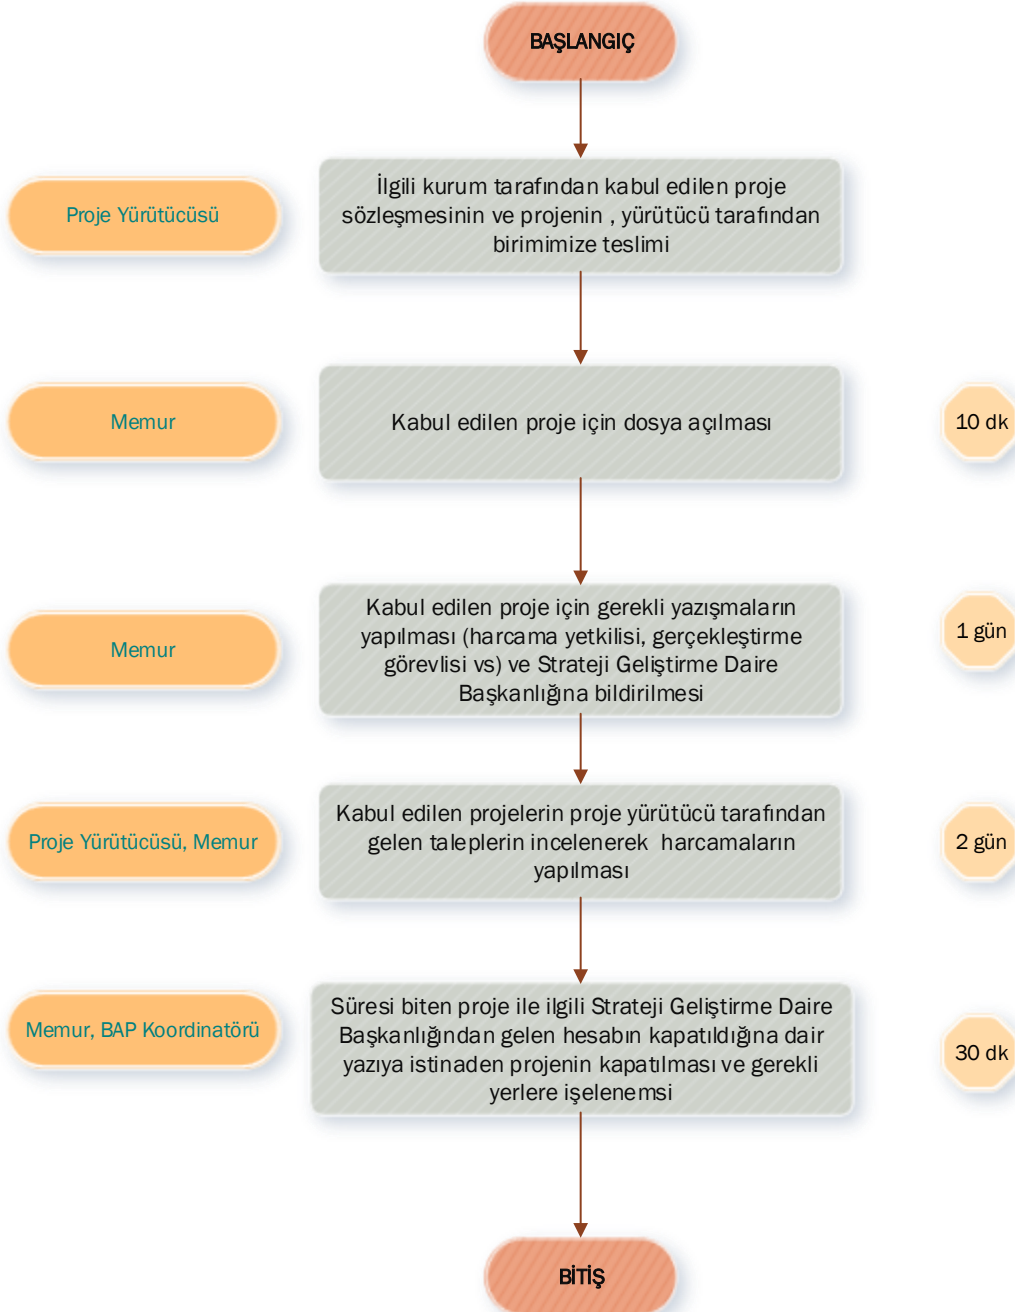 BAŞLANGIÇ
Proje Yürütücüsü
İlgili kurum tarafından kabul edilen proje
sözleşmesinin ve projenin , yürütücü tarafından
birimimize teslimi
Memur
Kabul edilen proje için dosya açılması
10 dk
Memur
Kabul edilen proje için gerekli yazışmaların
yapılması (harcama yetkilisi, gerçekleştirme
görevlisi vs) ve Strateji Geliştirme Daire
Başkanlığına bildirilmesi
1 gün
Proje Yürütücüsü, Memur
Kabul edilen projelerin proje yürütücü tarafından
gelen taleplerin incelenerek harcamaların
yapılması
2 gün
Memur, BAP Koordinatörü
Süresi biten proje ile ilgili Strateji Geliştirme Daire
Başkanlığından gelen hesabın kapatıldığına dair
yazıya istinaden projenin kapatılması ve gerekli
yerlere işelenemsi
30 dk
BİTİŞ